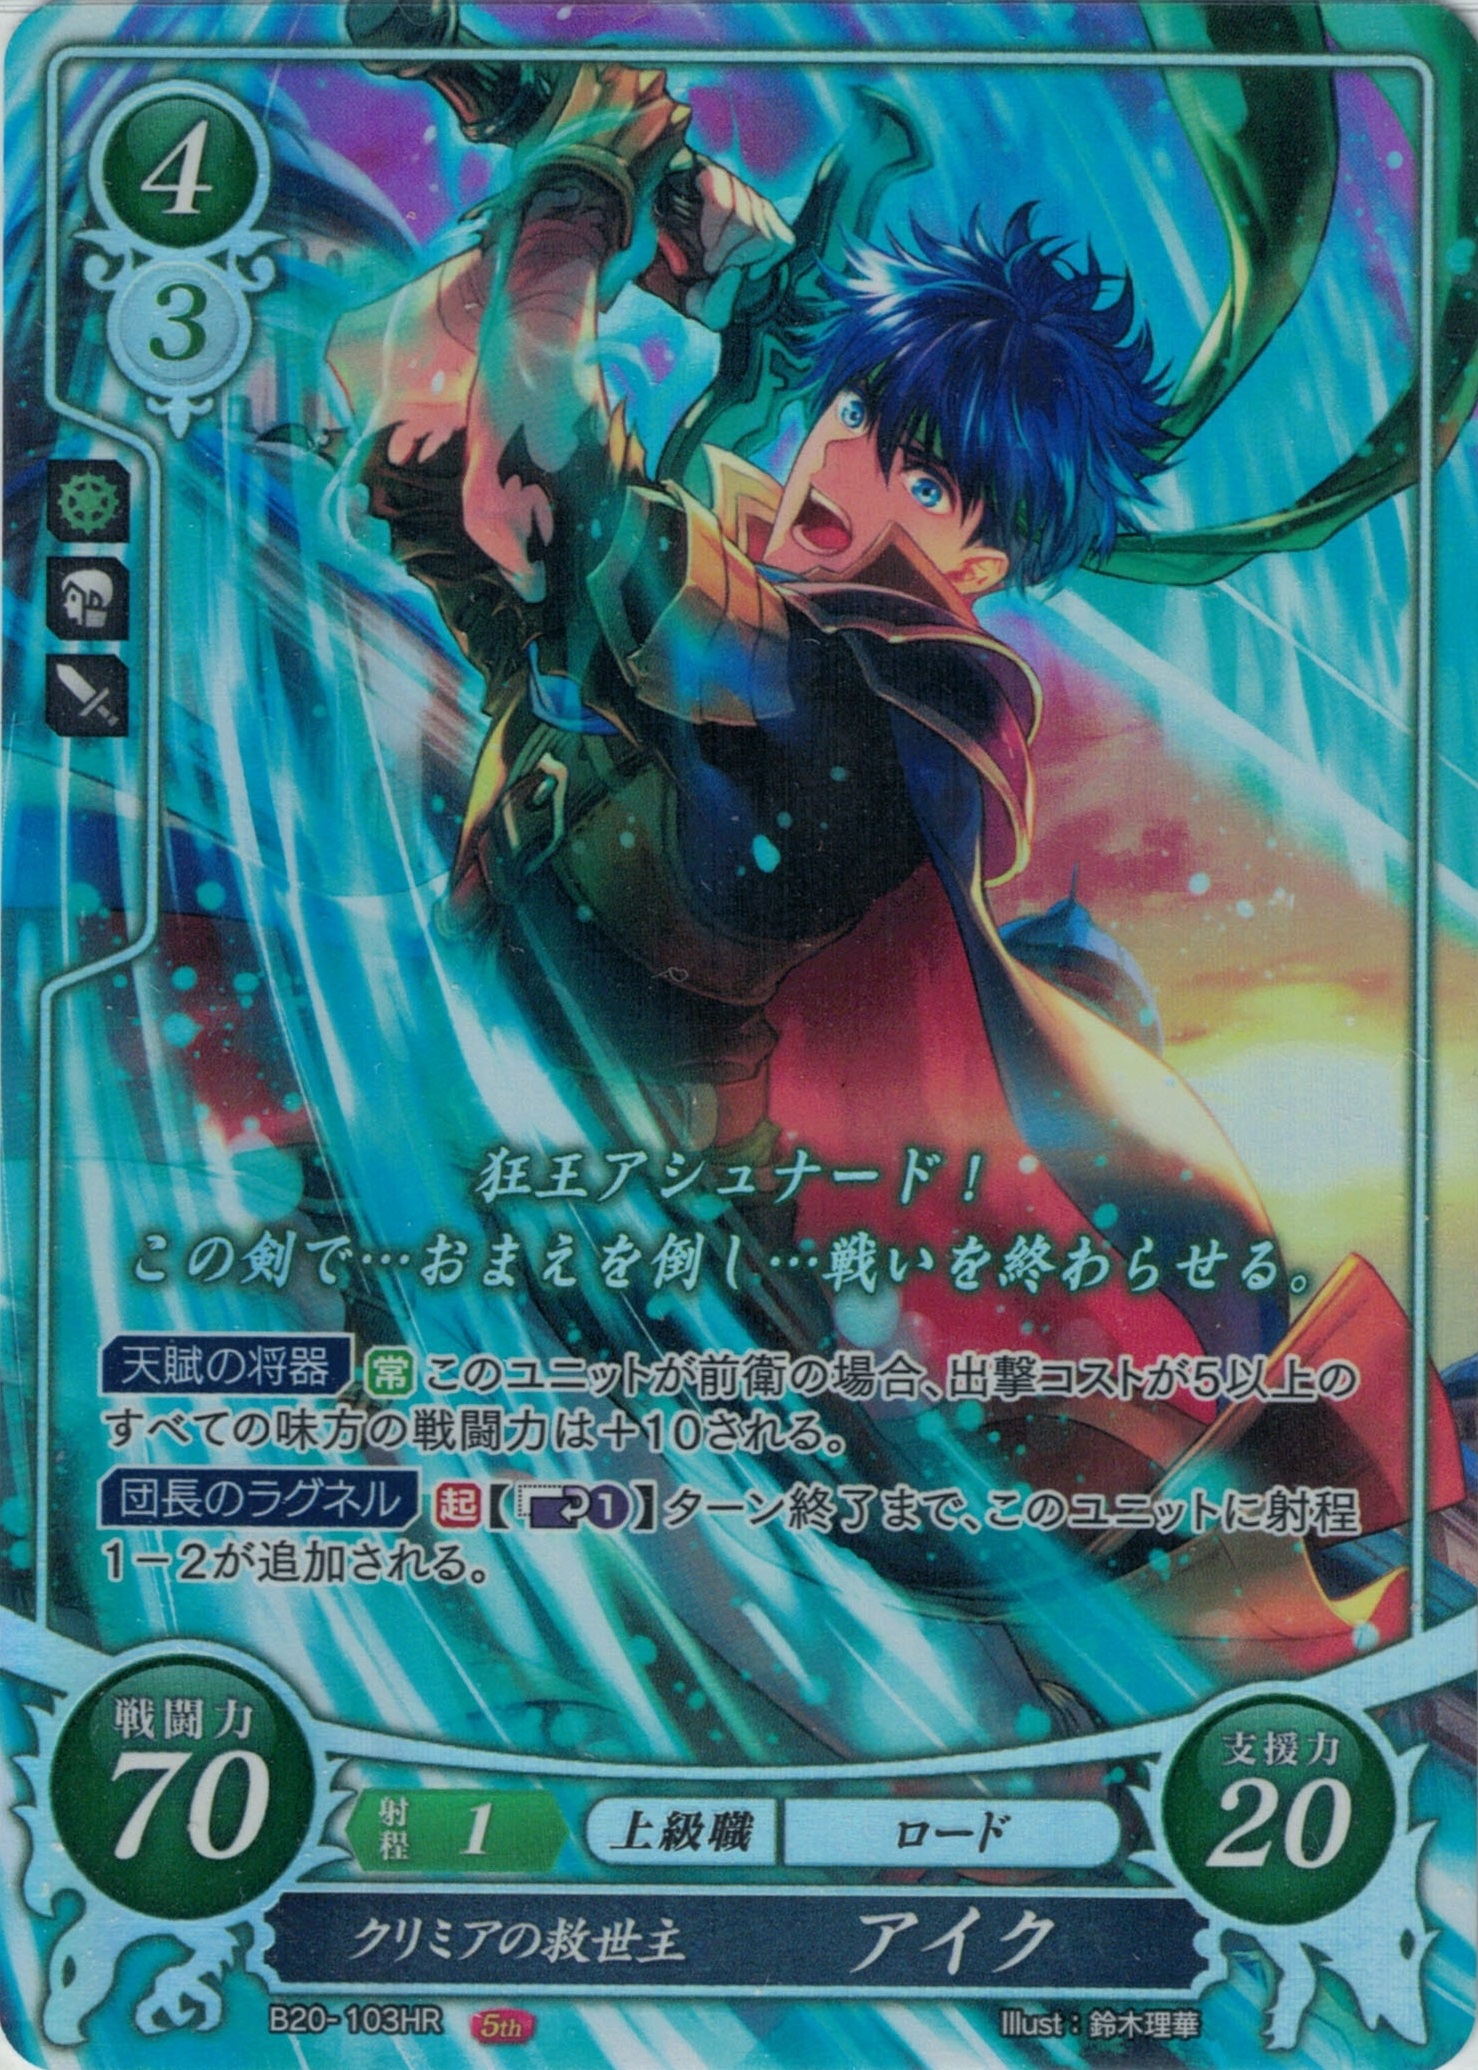 4
3
狂王アシュナード!
この剣で…おまえを倒し…戦いを終わらせる。
天賦の将器 常 このユニットが前衛の場合、出撃コストが5以上の
すべての味方の戦闘力は+10される。
団長のラグネル 起【1】ターン終了まで、このユニットに射程
1-2が追加される。
戦闘力
70
射程 1
上級職 ロード
支援力
20
クリミアの救世主 アイク
B20-103HR 5th Illust:鈴木理華